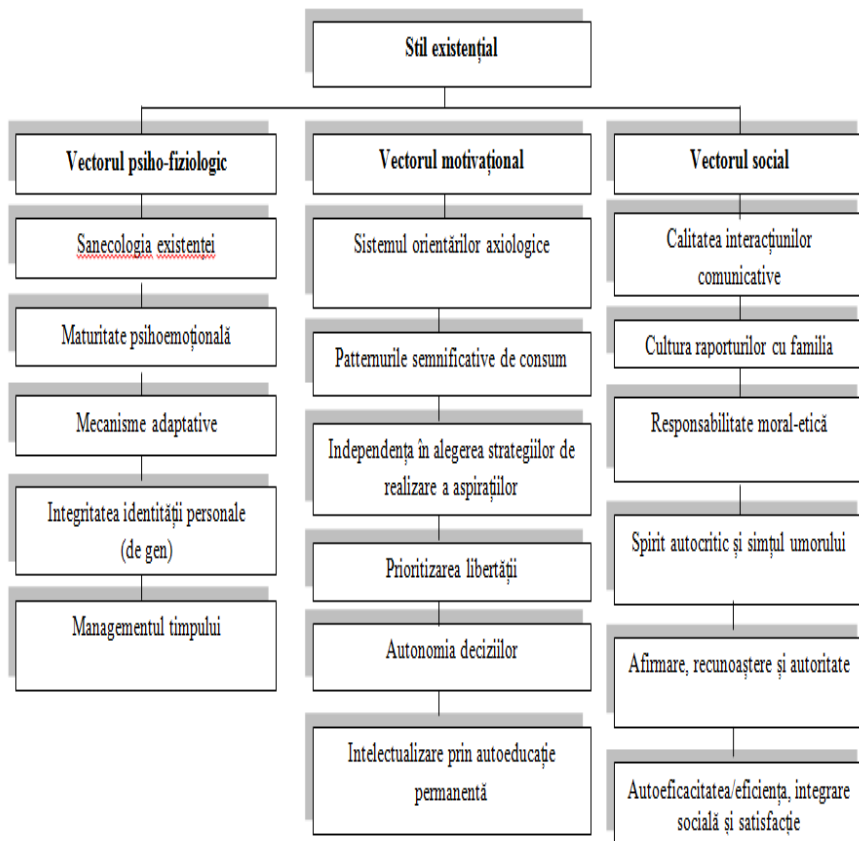 Stil existențial
Vectorul psiho-fiziologic
Sanecologia existenței
Maturitate psihoemoțională
Mecanisme adaptative
Integritatea identității personale
(de gen)
Managementul timpului
Vectorul motivațional
Sistemul orientărilor axiologice
Patternurile semnificative de consum
Independența în alegerea strategiilor de
realizare a aspirațiilor
Prioritizarea libertății
Autonomia deciziilor
Intelectualizare prin autoeducație
permanentă
Vectorul social
Calitatea interacțiunilor
comunicative
Cultura raporturilor cu familia
Responsabilitate moral-etică
Spirit autocritic și simțul umorului
Afirmare, recunoaștere și autoritate
Autoeficacitatea/eficiența, integrare
socială și satisfacție